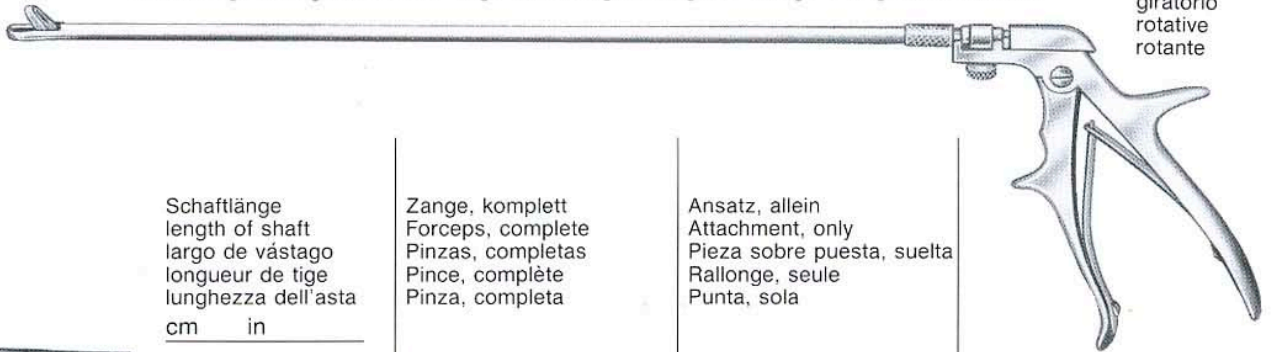 giratorio
rotative
rotante
Schaftlänge
length of shaft
largo de vástago
longueur de tige
lunghezza dell'asta
cm in
Zange, komplett
Forceps, complete
Pinzas, completas
Pince, complète
Pinza, completa
Ansatz, allein
Attachment, only
Pieza sobre puesta, suelta
Rallonge, seule
Punta, sola